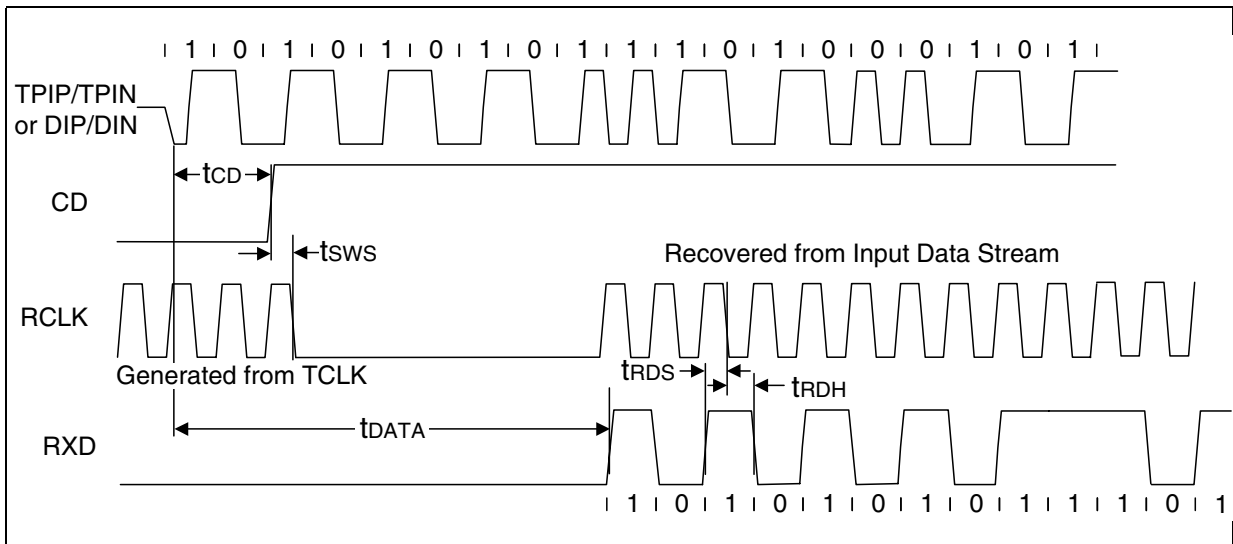 1 0 1 0 1 0 1 0 1 1 1 0 1 0 0 0 1 0 1
TPIP/TPIN
or DIP/DIN
tCD
CD
tSWS
Recovered from Input Data Stream
RCLK
Generated from TCLK
tRDS
tRDH
tDATA
RXD
1 0 1 0 1 0 1 0 1 1 1 0 1